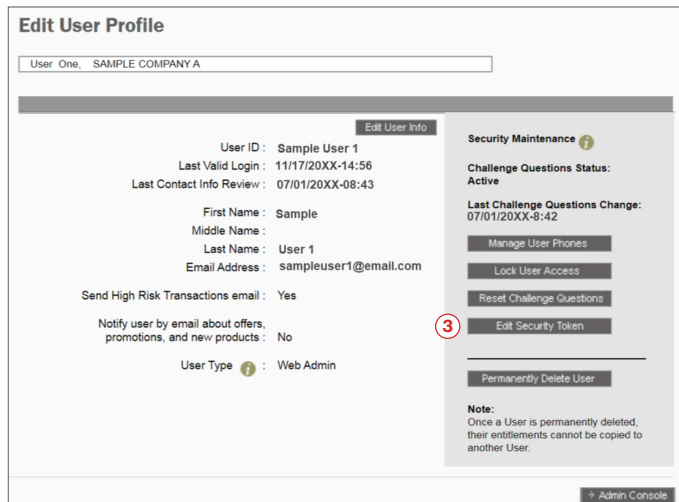 Edit User Profile
User One, SAMPLE COMPANY A
Edit User Info
User ID : Sample User 1
Last Valid Login : 11/17/20XX-14:56
Last Contact Info Review : 07/01/20XX-08:43
First Name : Sample
Middle Name :
Last Name : User 1
Email Address : sampleuser1@email.com
Send High Risk Transactions email : Yes
Notify user by email about offers,
promotions, and new products : No
User Type i : Web Admin
Security Maintenance i
Challenge Questions Status:
Active
Last Challenge Questions Change:
07/01/20XX-8:42
Manage User Phones
Lock User Access
Reset Challenge Questions
3 Edit Security Token
Permanently Delete User
Note:
Once a User is permanently deleted,
their entitlements cannot be copied to
another User.
→ Admin Console